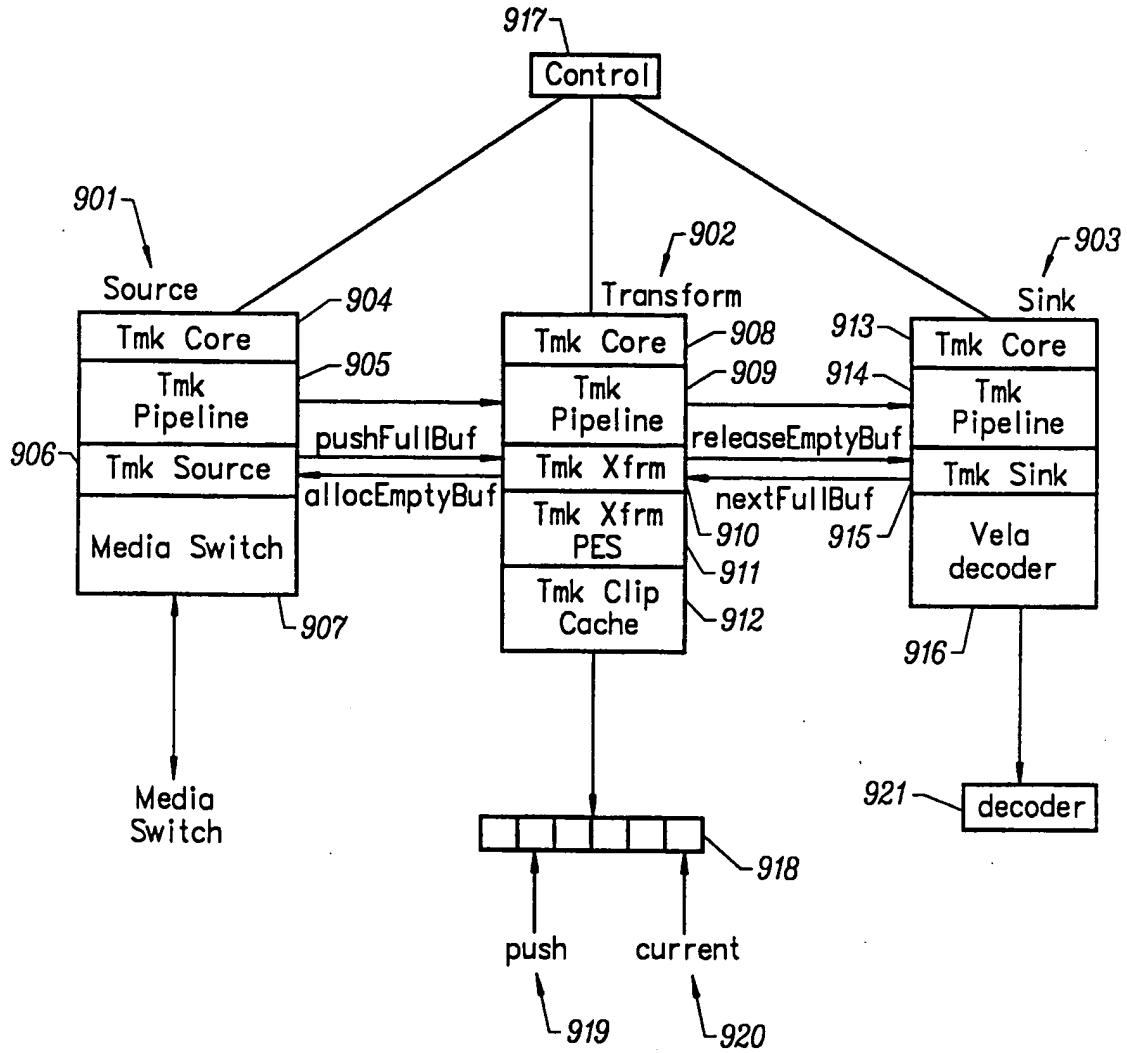 917
Control
901
902
903
Source
Transform
Sink
904
908
913
Tmk Core
Tmk Core
Tmk Core
905
909
914
Tmk
Pipeline
Tmk
Pipeline
Tmk
Pipeline
pushFullBuf
releaseEmptyBuf
906
Tmk Source
Tmk Xfrm
Tmk Sink
allocEmptyBuf
nextFullBuf
910
915
Media Switch
Tmk Xfrm
PES
Vela
decoder
911
Tmk Clip
Cache
912
907
916
Media
Switch
921
decoder
918
push
current
919
920